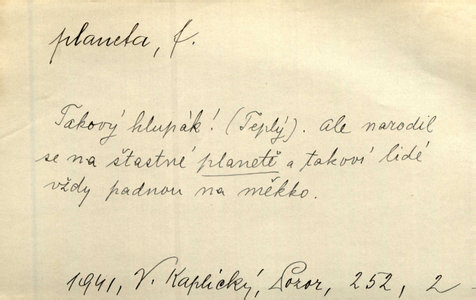 planeta, f.
Takový hlupák! (Teplý). ale narodil
se na štastné planetě a takoví lidé
vždy padnou na měkko.
1941, V. Kaplický, Pozor, 252, 2